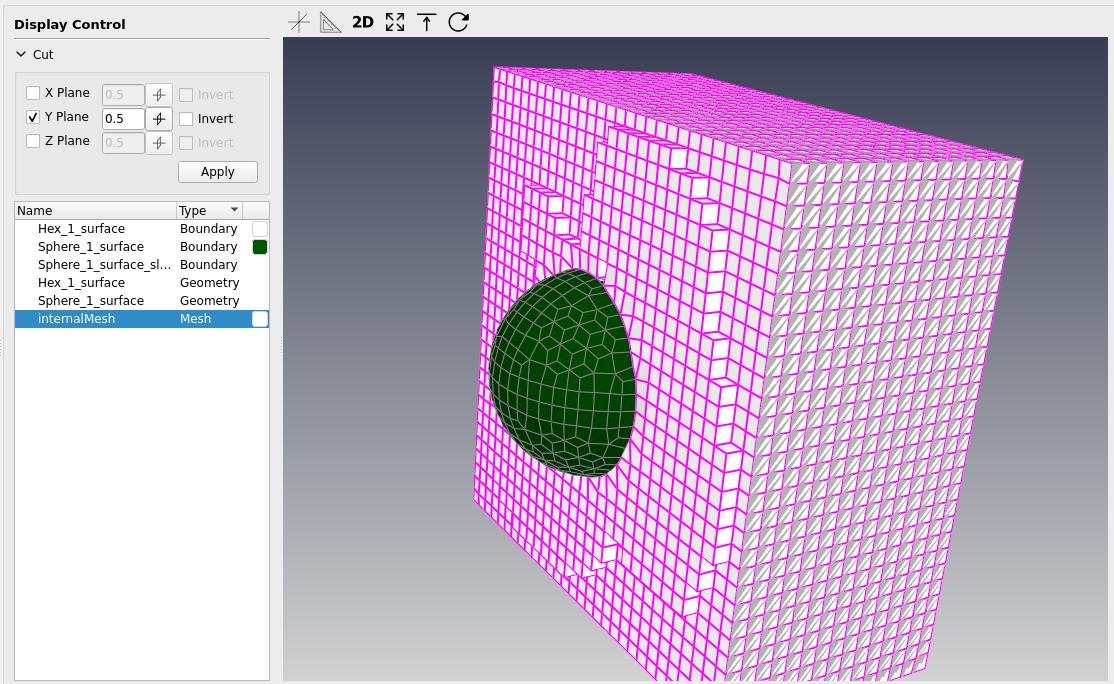 Display Control
2D
Cut
X Plane 0.5 Invert
Y Plane 0.5 Invert
Z Plane 0.5 Invert
Apply
Name Type
Hex_1_surface Boundary
Sphere_1_surface Boundary
Sphere_1_surface_sl... Boundary
Hex_1_surface Geometry
Sphere_1_surface Geometry
internalMesh Mesh